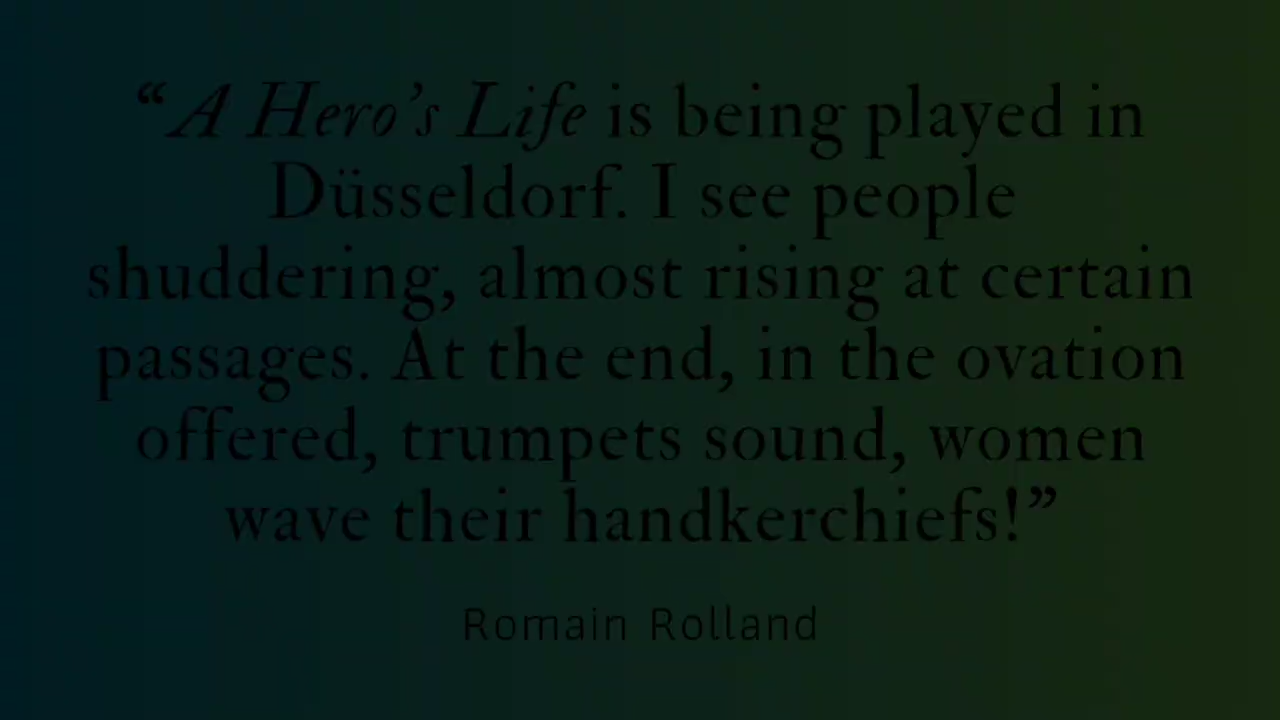 “A Hero’s Life is being played in
Düsseldorf. I see people
shuddering, almost rising at certain
passages. At the end, in the ovation
offered, trumpets sound, women
wave their handkerchiefs!”
Romain Rolland